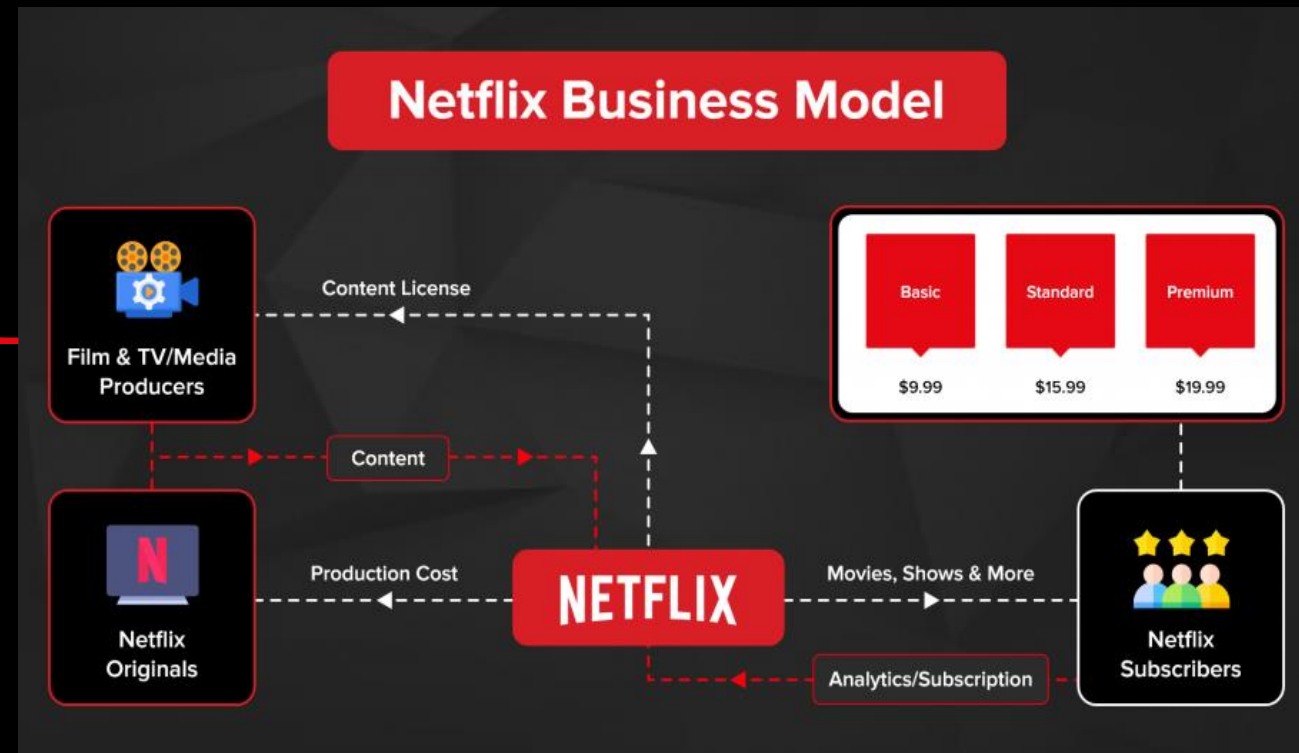 Netflix Business Model
Film & TV/Media
Producers
Content License
Basic
Standard
Premium
$9.99
$15.99
$19.99
Content
N
Netflix
Originals
Production Cost
NETFLIX
Movies, Shows & More
Analytics/Subscription
Netflix
Subscribers